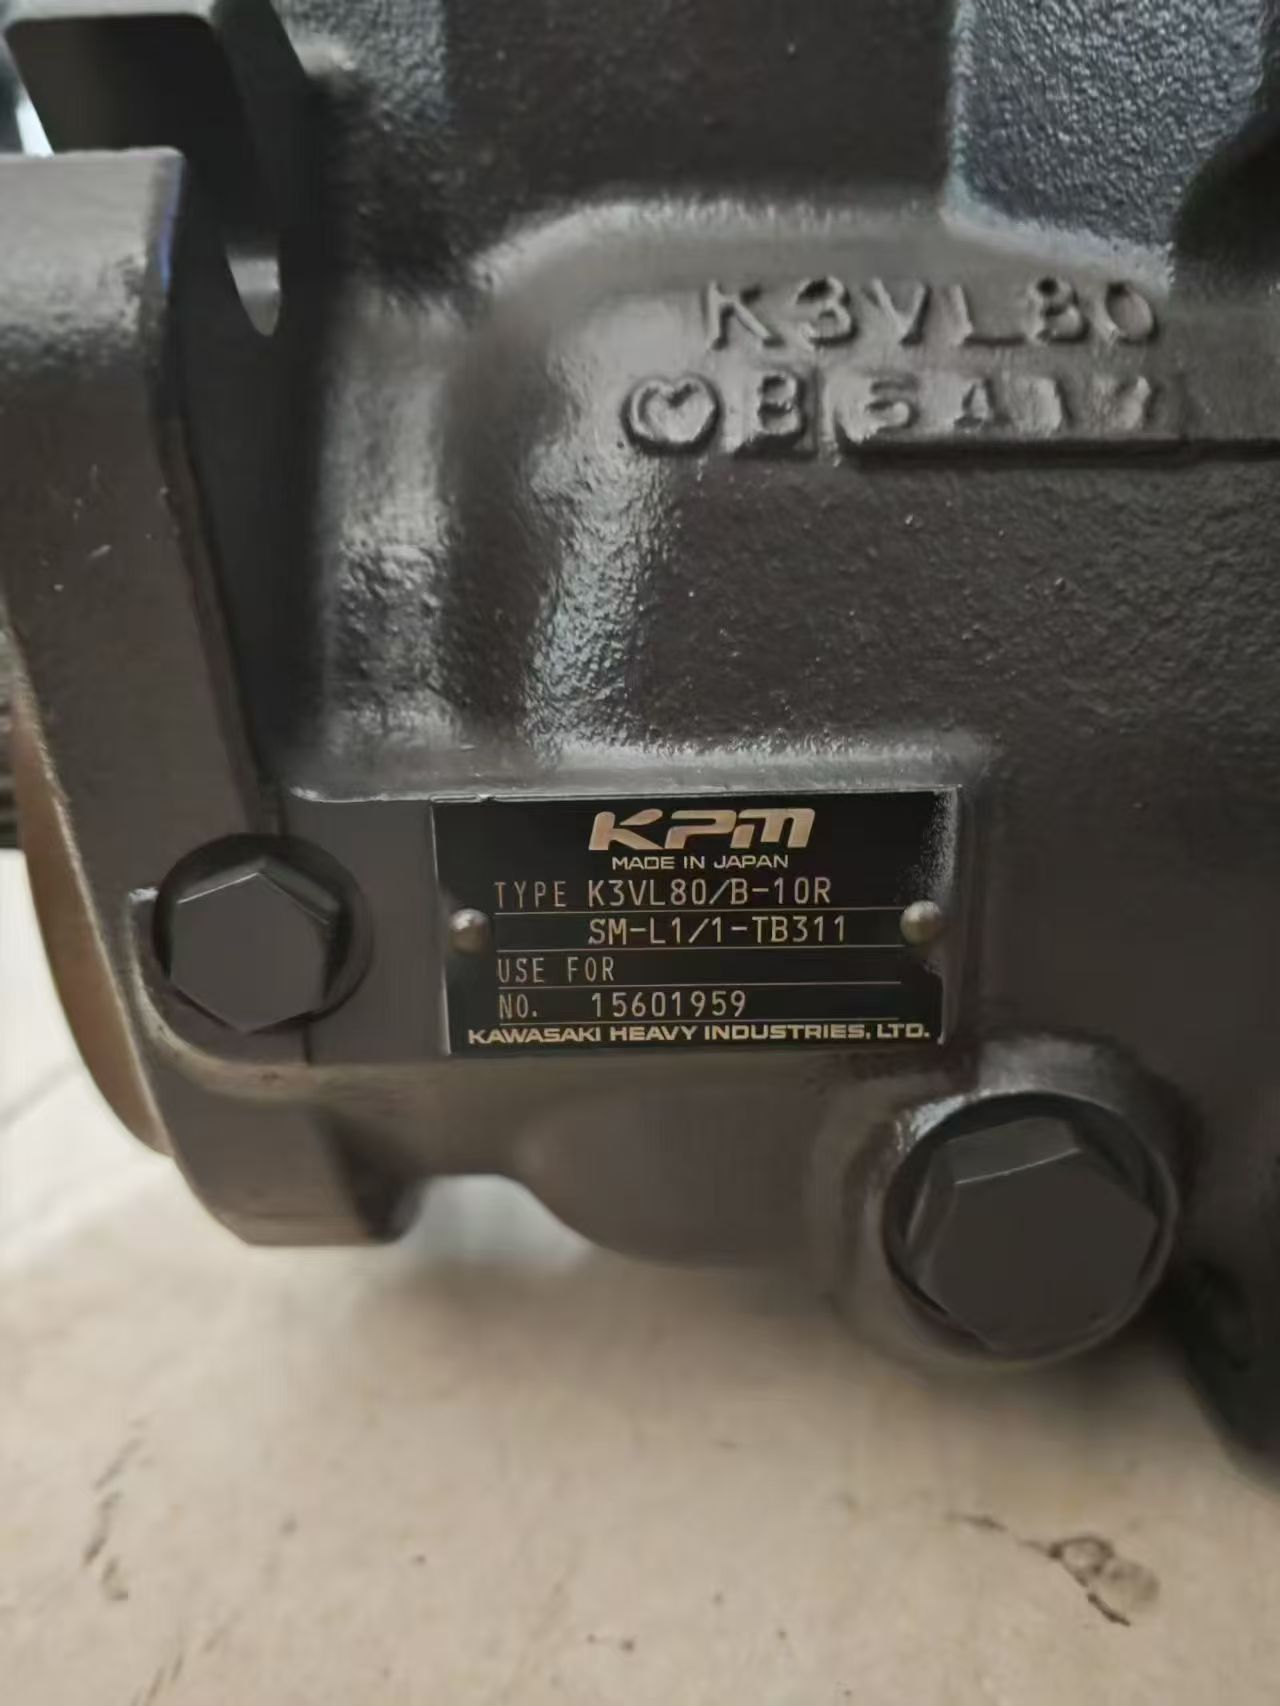 K3VL80
B 6A17
KPM
MADE IN JAPAN
TYPE K3VL80/B-10R
SM-L1/1-TB311
USE FOR
NO. 15601959
KAWASAKI HEAVY INDUSTRIES, LTD.